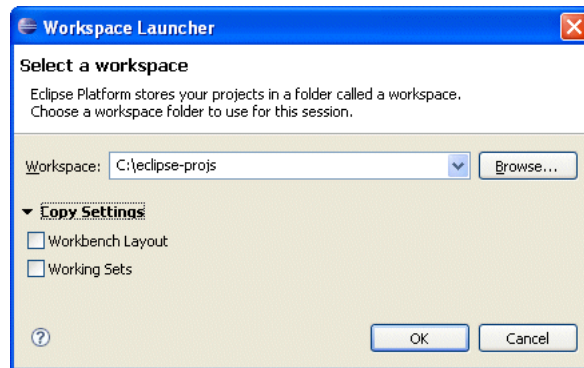 Workspace Launcher
Select a workspace
Eclipse Platform stores your projects in a folder called a workspace.
Choose a workspace folder to use for this session.
Workspace: C:\eclipse-projs Browse...
Copy Settings
Workbench Layout
Working Sets
? OK Cancel